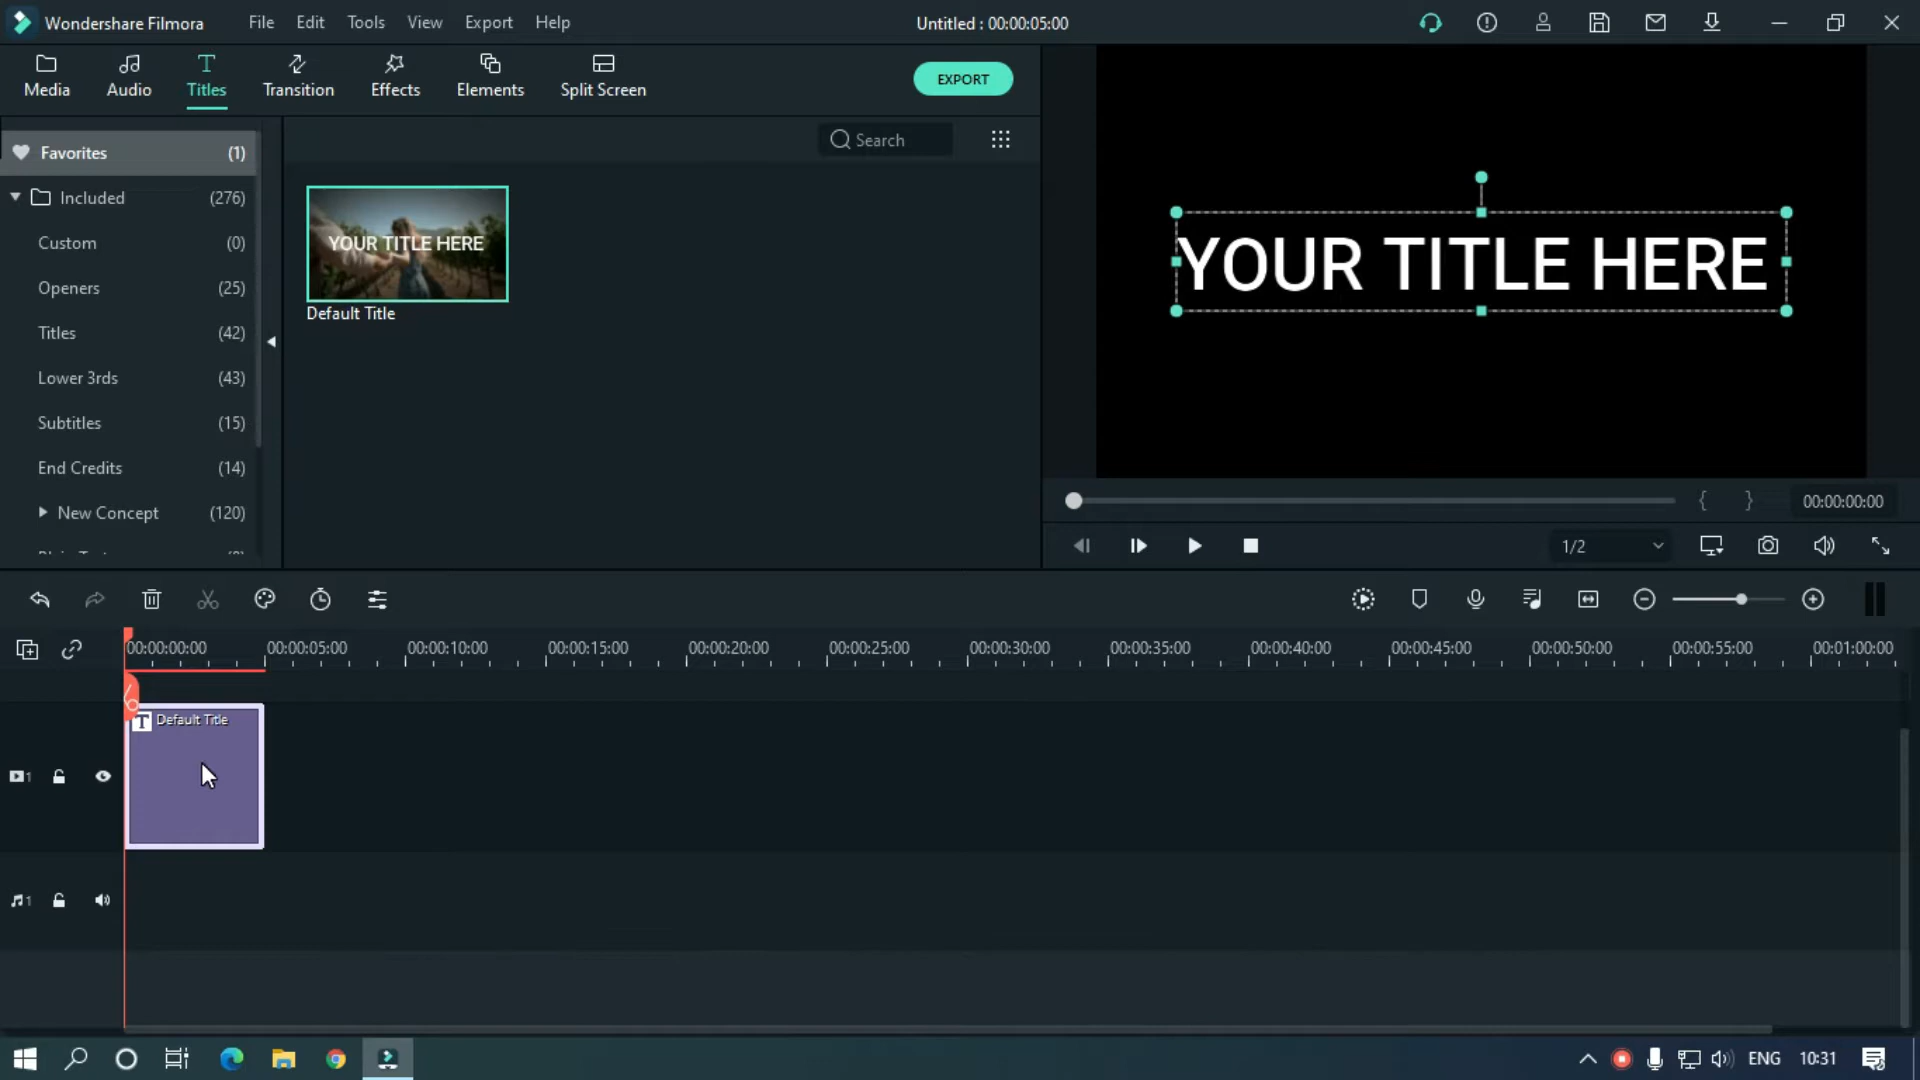 Wondershare Filmora
File
Edit
Tools
View
Export
Help
Untitled : 00:00:05:00
Media
Audio
Titles
Transition
Effects
Elements
Split Screen
EXPORT
Favorites (1)
Included (276)
Custom (0)
Openers (25)
Titles (42)
Lower 3rds (43)
Subtitles (15)
End Credits (14)
New Concept (120)
Search
YOUR TITLE HERE
Default Title
YOUR TITLE HERE
{ }
00:00:00:00
1/2
00:00:00:00
00:00:05:00
00:00:10:00
00:00:15:00
00:00:20:00
00:00:25:00
00:00:30:00
00:00:35:00
00:00:40:00
00:00:45:00
00:00:50:00
00:00:55:00
00:01:00:00
T Default Title
1
1
ENG
10:31